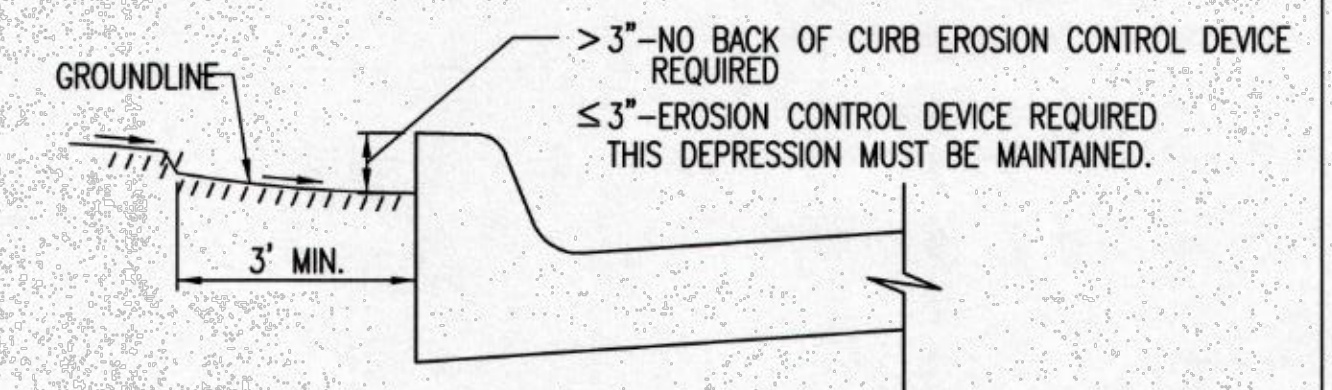 > 3"-NO BACK OF CURB EROSION CONTROL DEVICE
REQUIRED
GROUNDLINE
≤ 3"-EROSION CONTROL DEVICE REQUIRED
THIS DEPRESSION MUST BE MAINTAINED.
3' MIN.